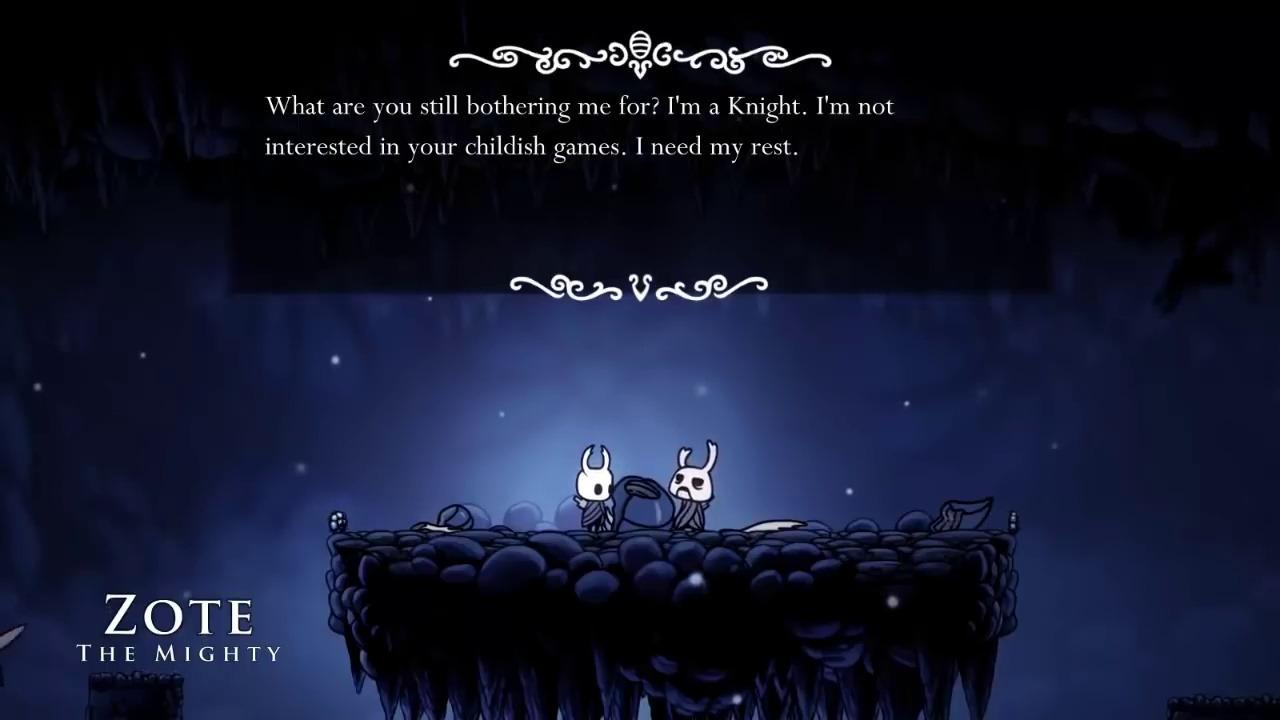 What are you still bothering me for? I'm a Knight. I'm not
interested in your childish games. I need my rest.
ZOTE
THE MIGHTY